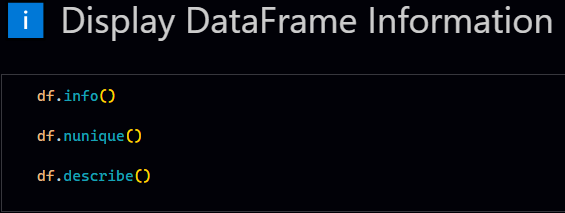 i Display DataFrame Information
df.info()
df.nunique()
df.describe()